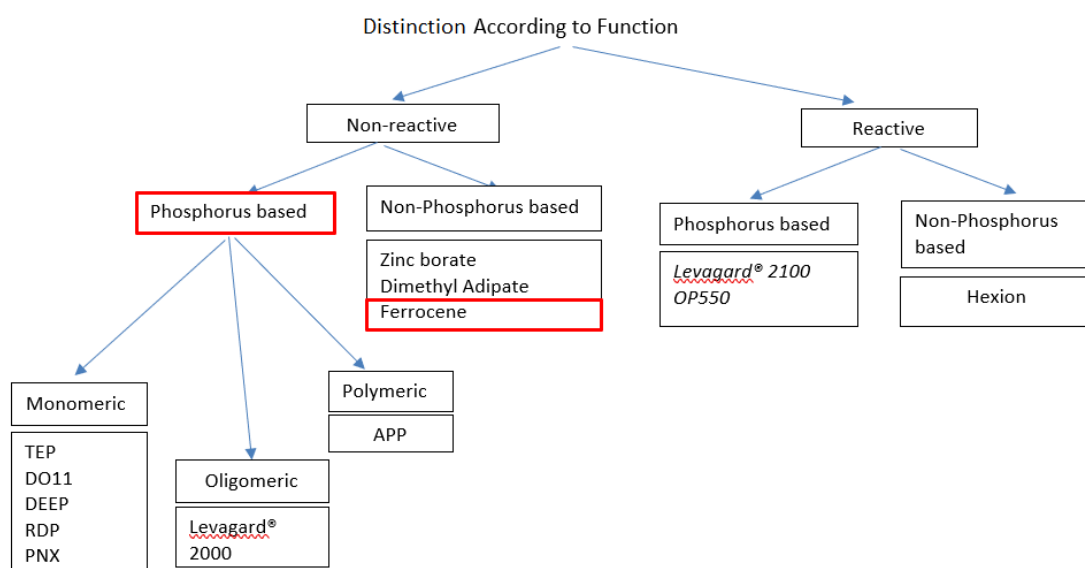 Distinction According to Function
Non-reactive
Reactive
Phosphorus based
Non-Phosphorus based
Zinc borate
Dimethyl Adipate
Ferrocene
Phosphorus based
Levagard® 2100
OP550
Non-Phosphorus
based
Hexion
Monomeric
TEP
DO11
DEEP
RDP
PNX
Oligomeric
Levagard®
2000
Polymeric
APP